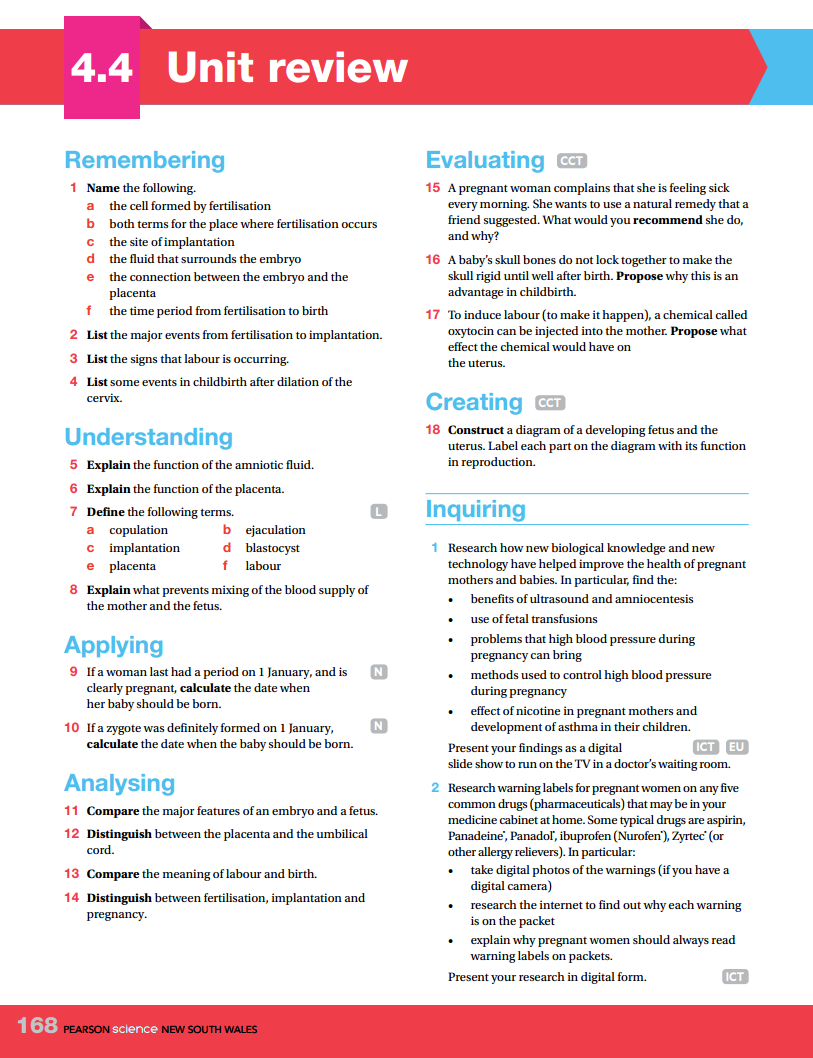 4.4 Unit review
Remembering
1 Name the following.
a the cell formed by fertilisation
b both terms for the place where fertilisation occurs
c the site of implantation
d the fluid that surrounds the embryo
e the connection between the embryo and the
placenta
f the time period from fertilisation to birth
2 List the major events from fertilisation to implantation.
3 List the signs that labour is occurring.
4 List some events in childbirth after dilation of the
cervix.
Understanding
5 Explain the function of the amniotic fluid.
6 Explain the function of the placenta.
7 Define the following terms. L
a copulation b ejaculation
c implantation d blastocyst
e placenta f labour
8 Explain what prevents mixing of the blood supply of
the mother and the fetus.
Applying
9 If a woman last had a period on 1 January, and is N
clearly pregnant, calculate the date when
her baby should be born.
10 If a zygote was definitely formed on 1 January, N
calculate the date when the baby should be born.
Analysing
11 Compare the major features of an embryo and a fetus.
12 Distinguish between the placenta and the umbilical
cord.
13 Compare the meaning of labour and birth.
14 Distinguish between fertilisation, implantation and
pregnancy.
Evaluating CCT
15 A pregnant woman complains that she is feeling sick
every morning. She wants to use a natural remedy that a
friend suggested. What would you recommend she do,
and why?
16 A baby's skull bones do not lock together to make the
skull rigid until well after birth. Propose why this is an
advantage in childbirth.
17 To induce labour (to make it happen), a chemical called
oxytocin can be injected into the mother. Propose what
effect the chemical would have on
the uterus.
Creating CCT
18 Construct a diagram of a developing fetus and the
uterus. Label each part on the diagram with its function
in reproduction.
Inquiring
1 Research how new biological knowledge and new
technology have helped improve the health of pregnant
mothers and babies. In particular, find the:
• benefits of ultrasound and amniocentesis
• use of fetal transfusions
• problems that high blood pressure during
pregnancy can bring
• methods used to control high blood pressure
during pregnancy
• effect of nicotine in pregnant mothers and
development of asthma in their children.
Present your findings as a digital ICT EU
slide show to run on the TV in a doctor's waiting room.
2 Research warning labels for pregnant women on any five
common drugs (pharmaceuticals) that may be in your
medicine cabinet at home. Some typical drugs are aspirin,
Panadeine®, Panadol®, ibuprofen (Nurofen®), Zyrtec® (or
other allergy relievers). In particular:
• take digital photos of the warnings (if you have a
digital camera)
• research the internet to find out why each warning
is on the packet
• explain why pregnant women should always read
warning labels on packets.
Present your research in digital form. ICT
168 PEARSON science NEW SOUTH WALES